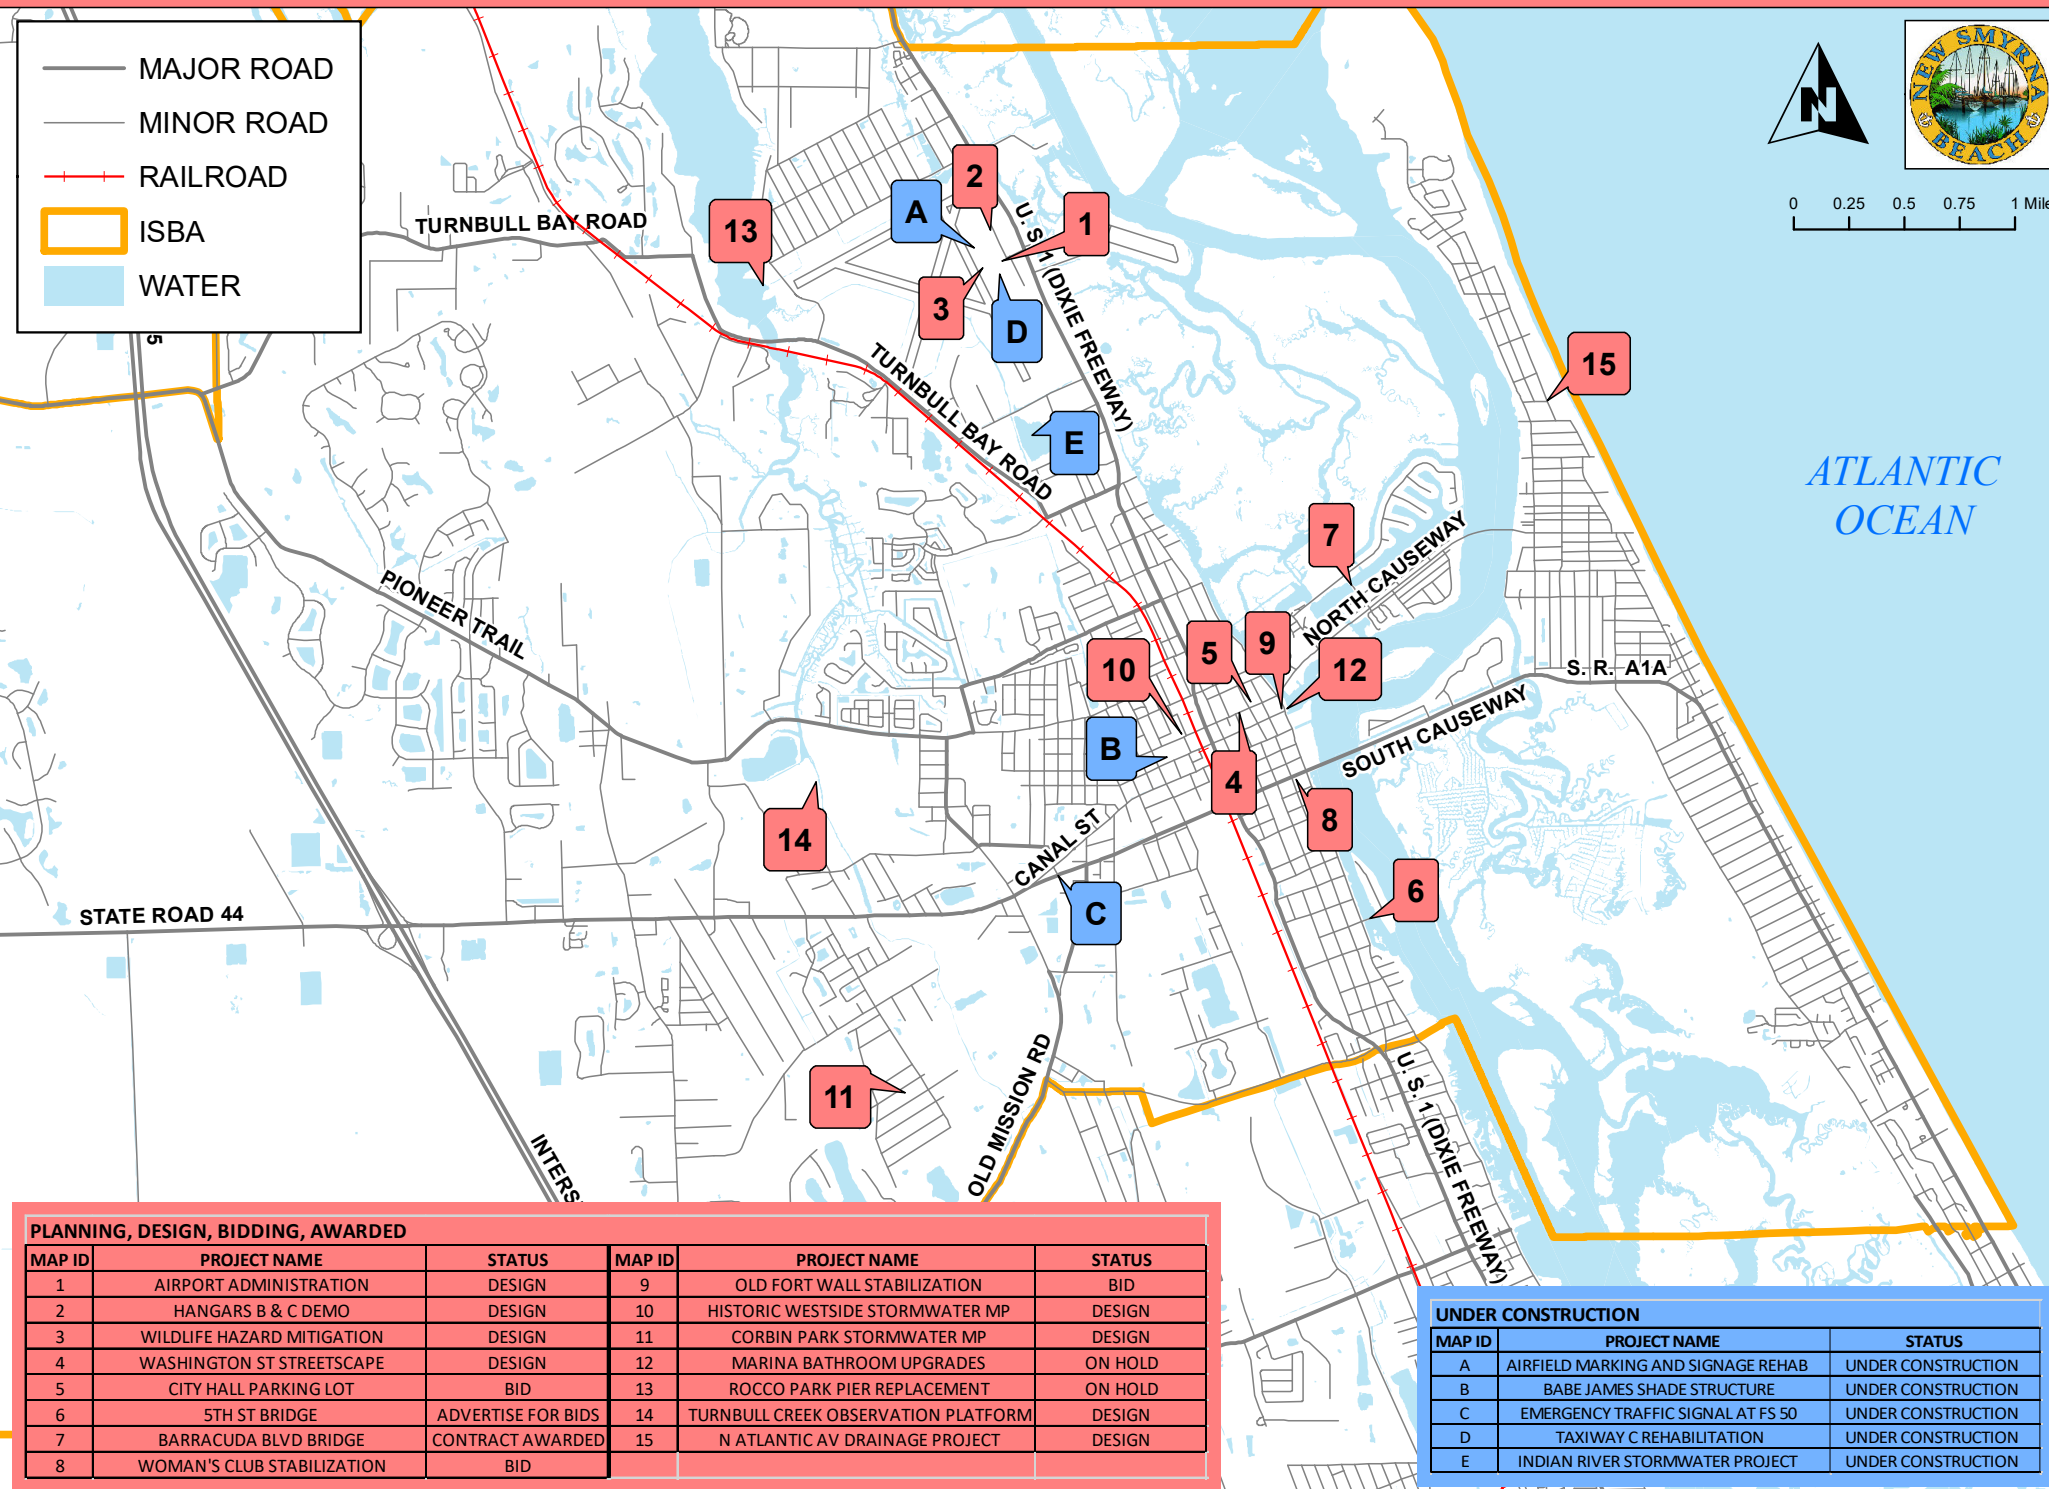 MAJOR ROAD
MINOR ROAD
RAILROAD
ISBA
WATER
N
NEW SMYRNA
BEACH
0 0.25 0.5 0.75 1 Mile
TURNBULL BAY ROAD
13
A
2
1
3
D
U. S. 1 (DIXIE FREEWAY)
15
5
TURNBULL BAY ROAD
E
ATLANTIC
OCEAN
7
NORTH CAUSEWAY
PIONEER TRAIL
10
5
9
12
S. R. A1A
B
4
SOUTH CAUSEWAY
8
14
CANAL ST
6
C
STATE ROAD 44
11
OLD MISSION RD
U. S. 1 (DIXIE FREEWAY)
INTERS
PLANNING, DESIGN, BIDDING, AWARDED
MAP ID PROJECT NAME STATUS MAP ID PROJECT NAME STATUS
1 AIRPORT ADMINISTRATION DESIGN 9 OLD FORT WALL STABILIZATION BID
2 HANGARS B & C DEMO DESIGN 10 HISTORIC WESTSIDE STORMWATER MP DESIGN
3 WILDLIFE HAZARD MITIGATION DESIGN 11 CORBIN PARK STORMWATER MP DESIGN
4 WASHINGTON ST STREETSCAPE DESIGN 12 MARINA BATHROOM UPGRADES ON HOLD
5 CITY HALL PARKING LOT BID 13 ROCCO PARK PIER REPLACEMENT ON HOLD
6 5TH ST BRIDGE ADVERTISE FOR BIDS 14 TURNBULL CREEK OBSERVATION PLATFORM DESIGN
7 BARRACUDA BLVD BRIDGE CONTRACT AWARDED 15 N ATLANTIC AV DRAINAGE PROJECT DESIGN
8 WOMAN'S CLUB STABILIZATION BID
UNDER CONSTRUCTION
MAP ID PROJECT NAME STATUS
A AIRFIELD MARKING AND SIGNAGE REHAB UNDER CONSTRUCTION
B BABE JAMES SHADE STRUCTURE UNDER CONSTRUCTION
C EMERGENCY TRAFFIC SIGNAL AT FS 50 UNDER CONSTRUCTION
D TAXIWAY C REHABILITATION UNDER CONSTRUCTION
E INDIAN RIVER STORMWATER PROJECT UNDER CONSTRUCTION